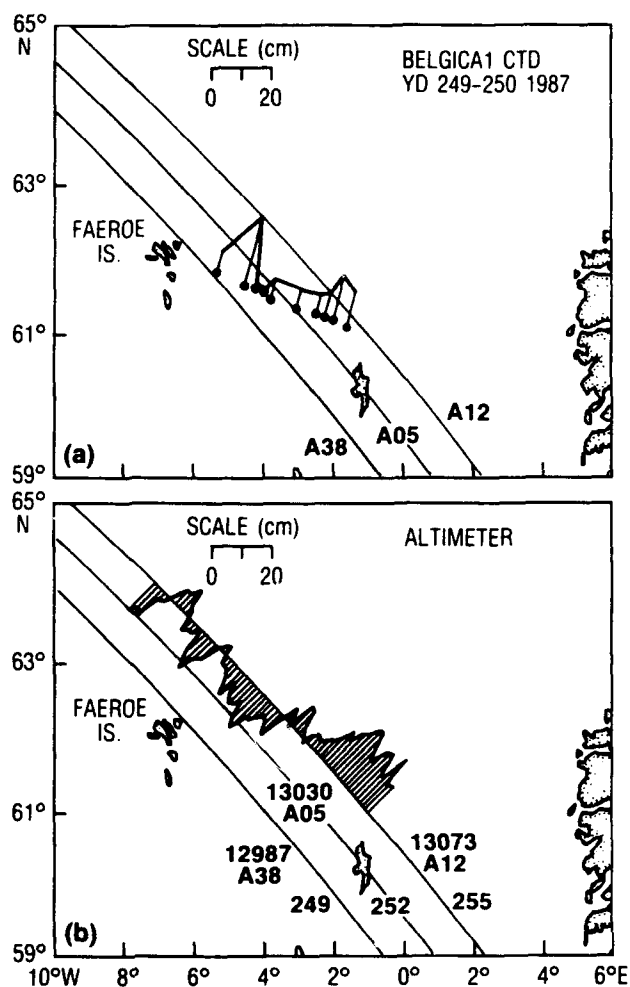 65°
N
SCALE (cm)
0 20
BELGICA1 CTD
YD 249-250 1987
63°
FAEROE
IS.
61°
A12
A05
A38
(a)
59°
65°
N
SCALE (cm)
0 20
ALTIMETER
63°
FAEROE
IS.
61°
13030
A05
13073
A12
12987
A38
249
252
255
(b)
59°
10°W 8° 6° 4° 2° 0° 2° 4° 6°E